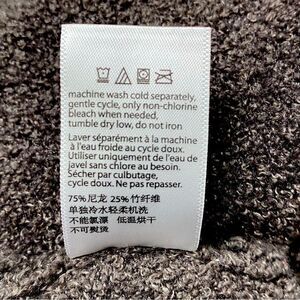 machine wash cold separately,
gentle cycle, only non-chlorine
bleach when needed,
tumble dry low, do not iron
Laver séparément à la machine
à l'eau froide au cycle doux.
Utiliser uniquement de l'eau de
javel sans chlore au besoin.
Sécher par culbutage,
cycle doux. Ne pas repasser.
75% 尼龙 25% 竹纤维
单独冷水轻柔机洗
不能氯漂 低温烘干
不可熨烫